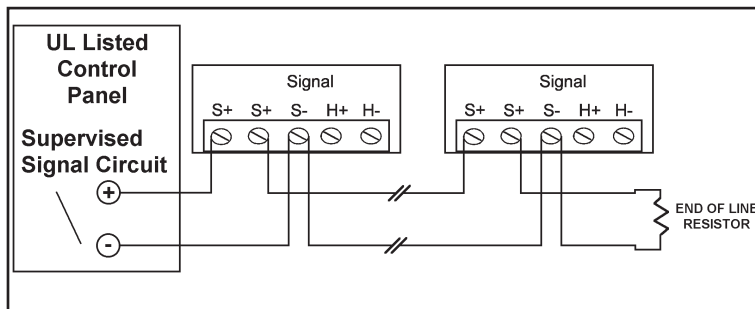 UL Listed
Control
Panel
Supervised
Signal Circuit
+
-
Signal
S+ S+ S- H+ H-
Signal
S+ S+ S- H+ H-
END OF LINE
RESISTOR